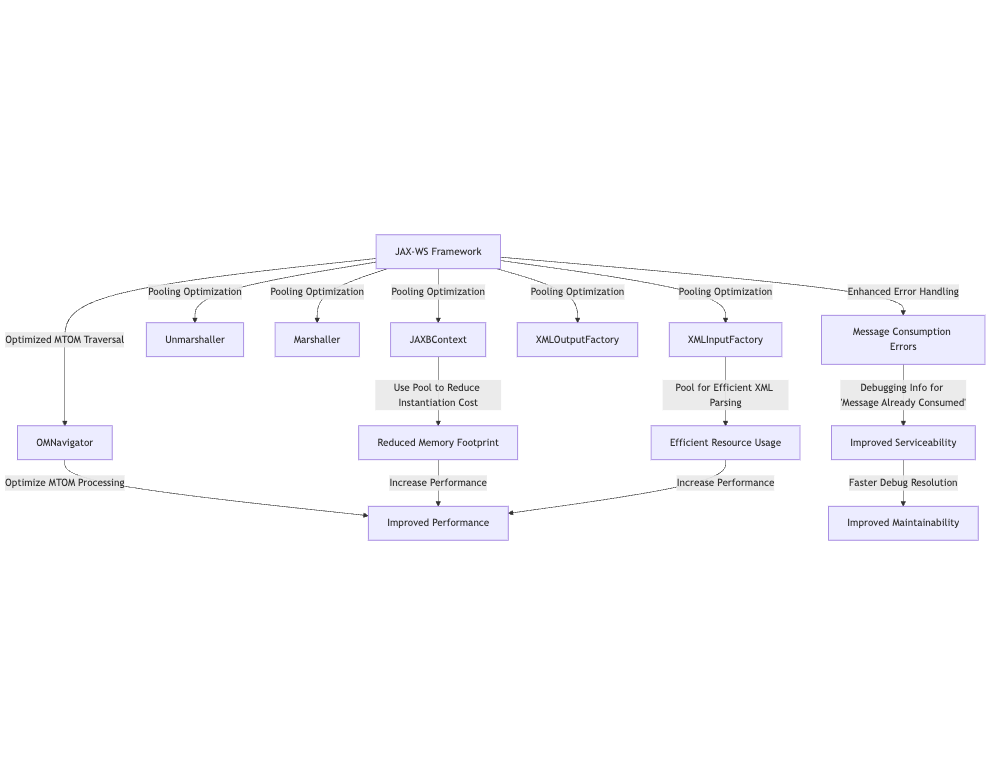 JAX-WS Framework
Pooling Optimization
Pooling Optimization
Pooling Optimization
Pooling Optimization
Pooling Optimization
Enhanced Error Handling
Optimized MTOM Traversal
Unmarshaller
Marshaller
JAXBContext
XMLOutputFactory
XMLInputFactory
Message Consumption
Errors
Use Pool to Reduce
Instantiation Cost
Pool for Efficient XML
Parsing
Debugging Info for
'Message Already Consumed'
OMNavigator
Reduced Memory Footprint
Efficient Resource Usage
Improved Serviceability
Optimize MTOM Processing
Increase Performance
Increase Performance
Faster Debug Resolution
Improved Performance
Improved Maintainability